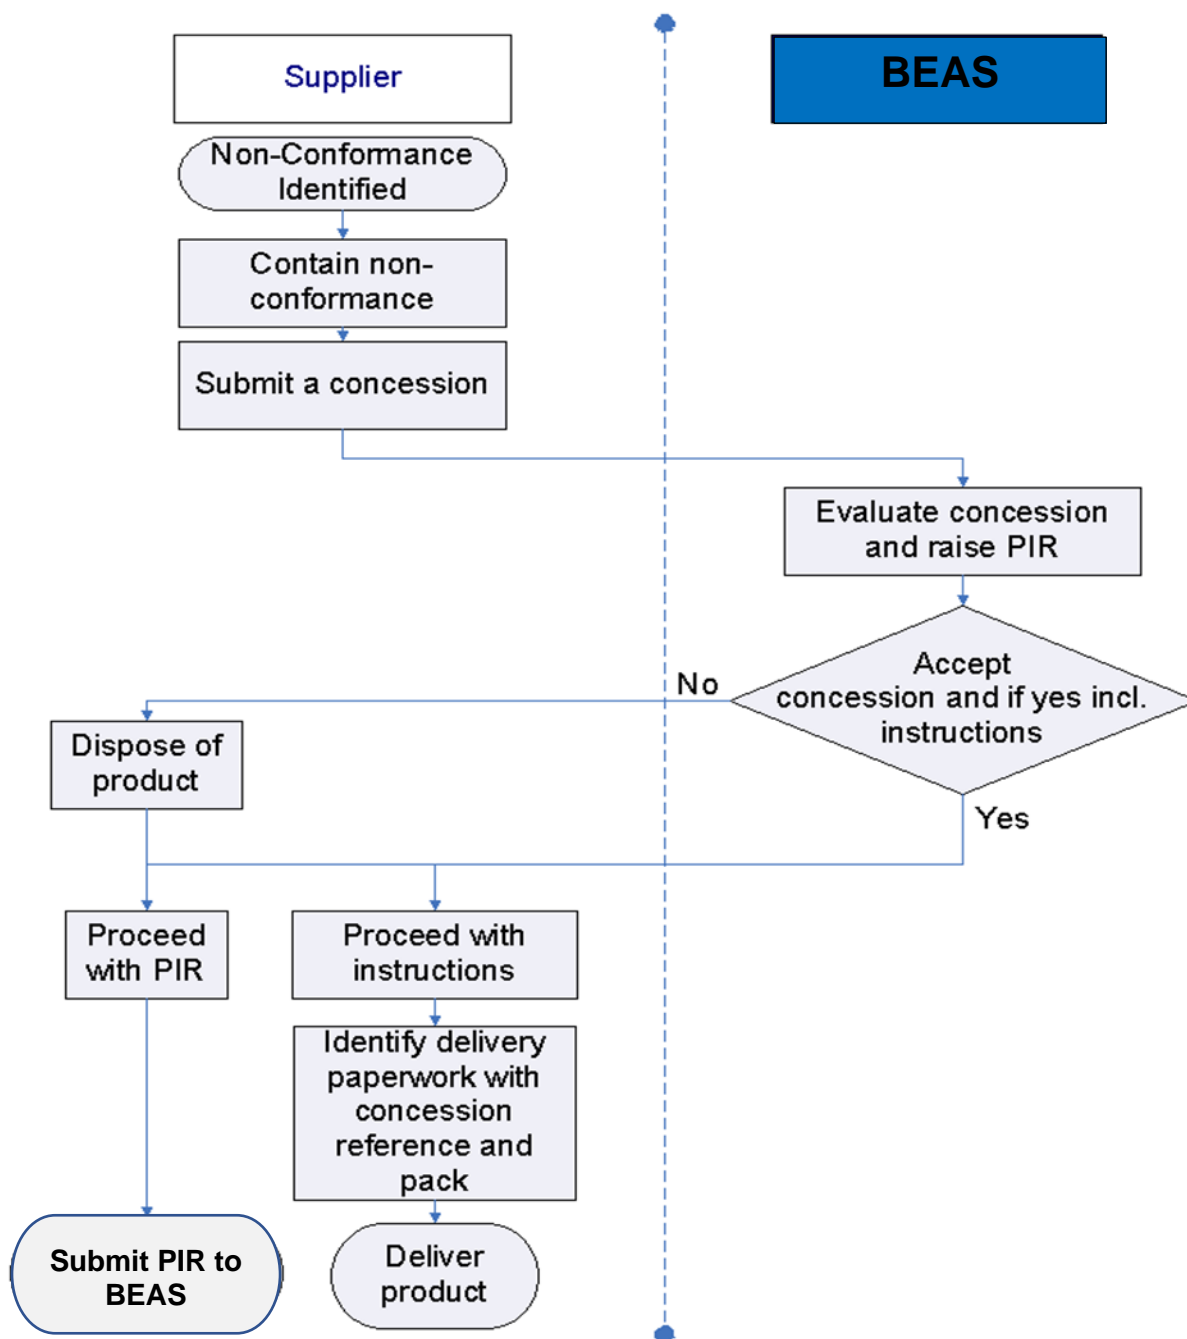 Supplier
BEAS
Non-Conformance
Identified
Contain non-
conformance
Submit a concession
Evaluate concession
and raise PIR
Accept
concession and if yes incl.
instructions
No
Yes
Dispose of
product
Proceed
with PIR
Proceed with
instructions
Identify delivery
paperwork with
concession
reference and
pack
Submit PIR to
BEAS
Deliver
product